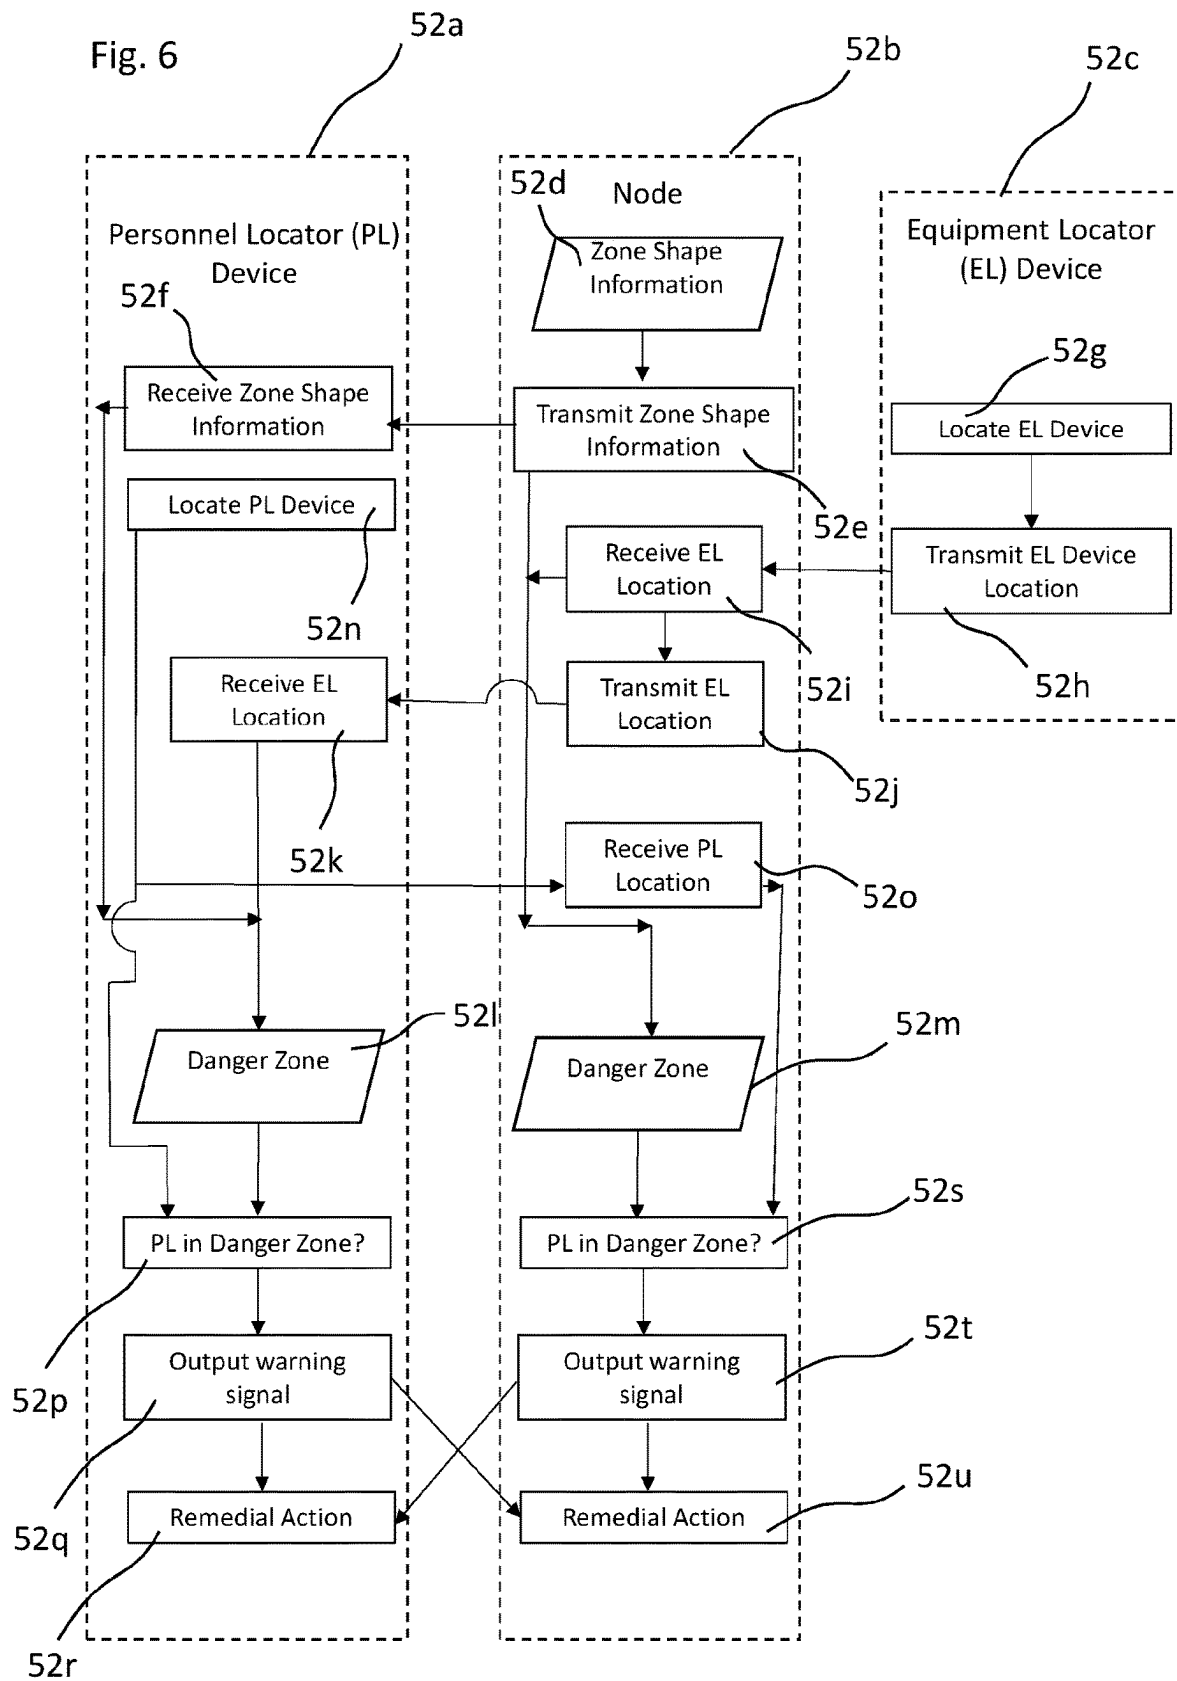 Fig. 6
52a
52b
52c
Personnel Locator (PL)
Device
Node
Equipment Locator
(EL) Device
52d
Zone Shape
Information
52f
Receive Zone Shape
Information
Transmit Zone Shape
Information
52g
Locate EL Device
Locate PL Device
52e
Receive EL
Location
Transmit EL Device
Location
52n
52i
52h
Receive EL
Location
Transmit EL
Location
52j
52k
Receive PL
Location
52o
52l
52m
Danger Zone
Danger Zone
52s
PL in Danger Zone?
PL in Danger Zone?
52p
52t
Output warning
signal
Output warning
signal
52q
52u
Remedial Action
Remedial Action
52r